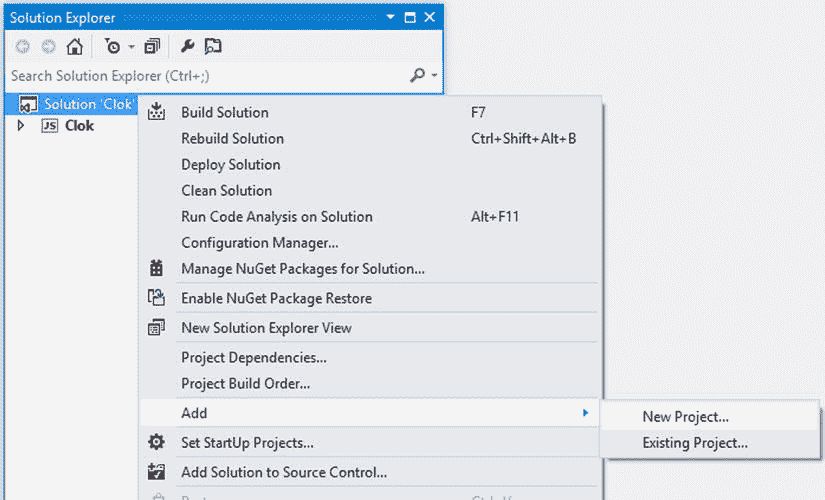 Solution Explorer
Search Solution Explorer (Ctrl+;)
Solution 'Clok'
JS Clok
Build Solution F7
Rebuild Solution Ctrl+Shift+Alt+B
Deploy Solution
Clean Solution
Run Code Analysis on Solution Alt+F11
Configuration Manager...
Manage NuGet Packages for Solution...
Enable NuGet Package Restore
New Solution Explorer View
Project Dependencies...
Project Build Order...
Add
New Project...
Existing Project...
Set StartUp Projects...
Add Solution to Source Control...